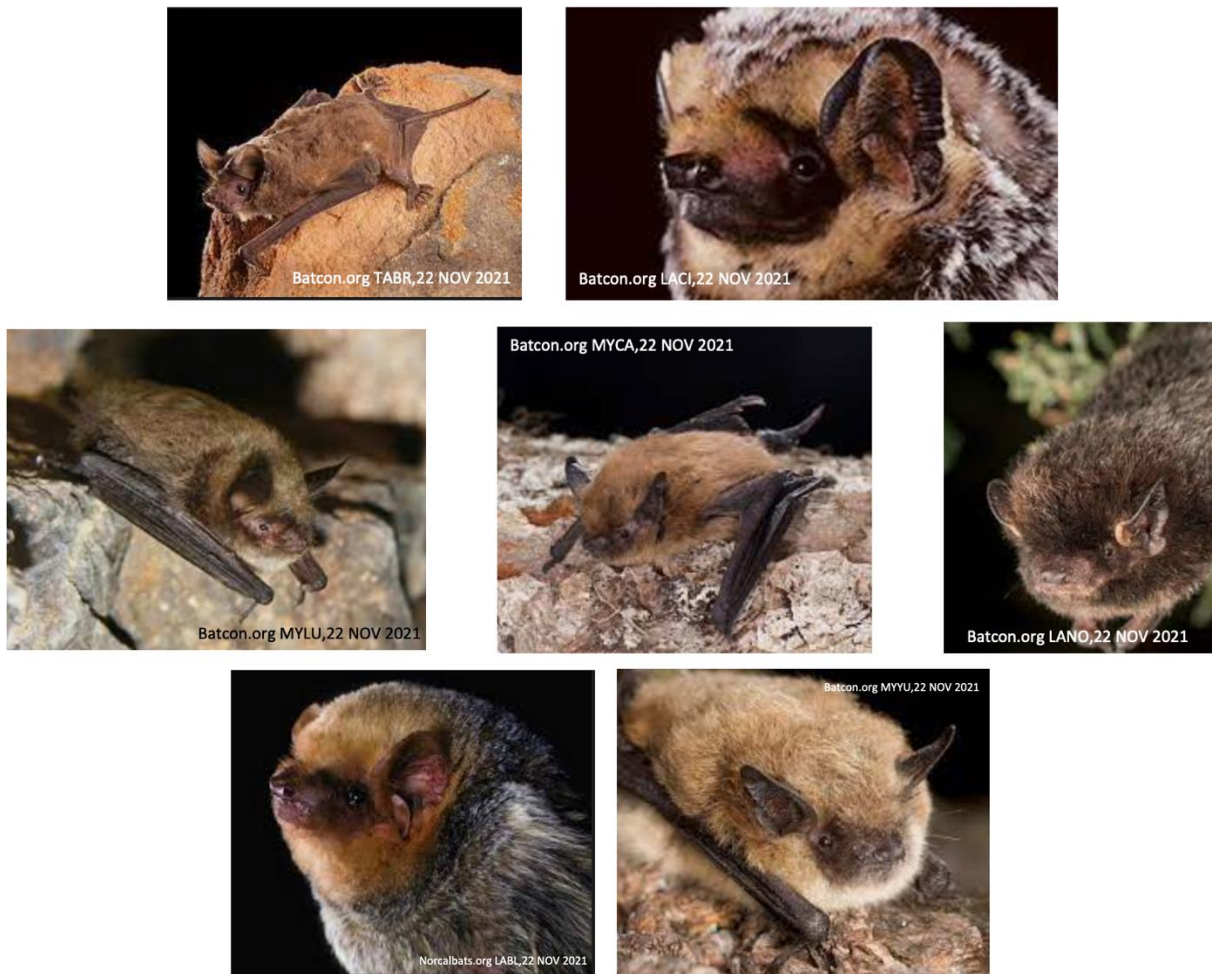 Batcon.org TABR,22 NOV 2021
Batcon.org LACI,22 NOV 2021
Batcon.org MYLU,22 NOV 2021
Batcon.org MYCA,22 NOV 2021
Batcon.org LANO,22 NOV 2021
Norcalbats.org LABL,22 NOV 2021
Batcon.org MYYU,22 NOV 2021